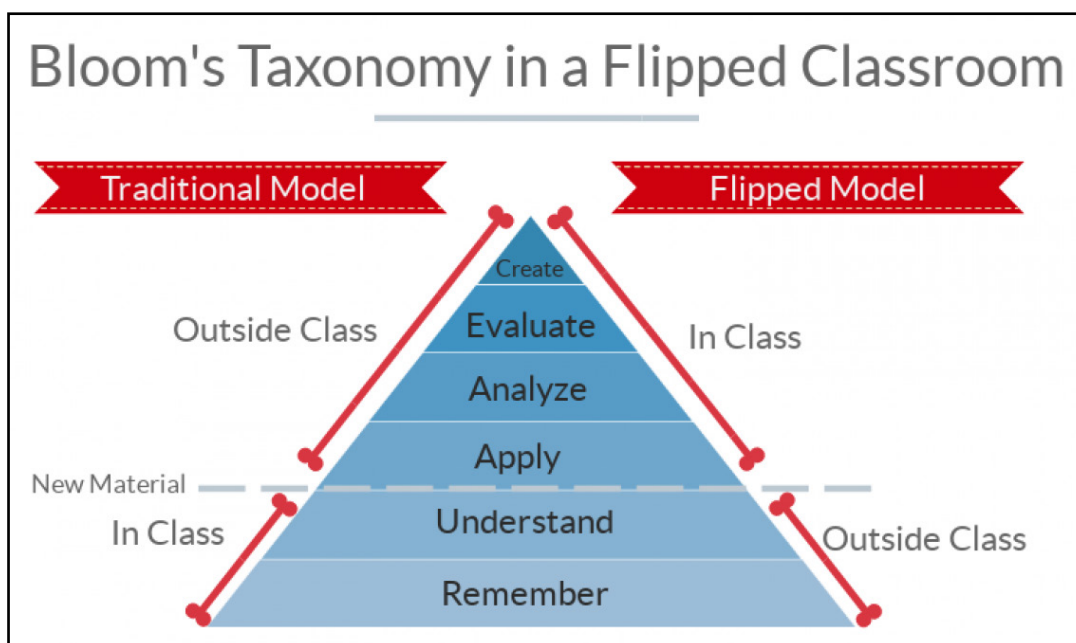 Bloom's Taxonomy in a Flipped Classroom
Traditional Model
Flipped Model
Create
Outside Class
Evaluate
In Class
Analyze
Apply
New Material
In Class
Understand
Outside Class
Remember